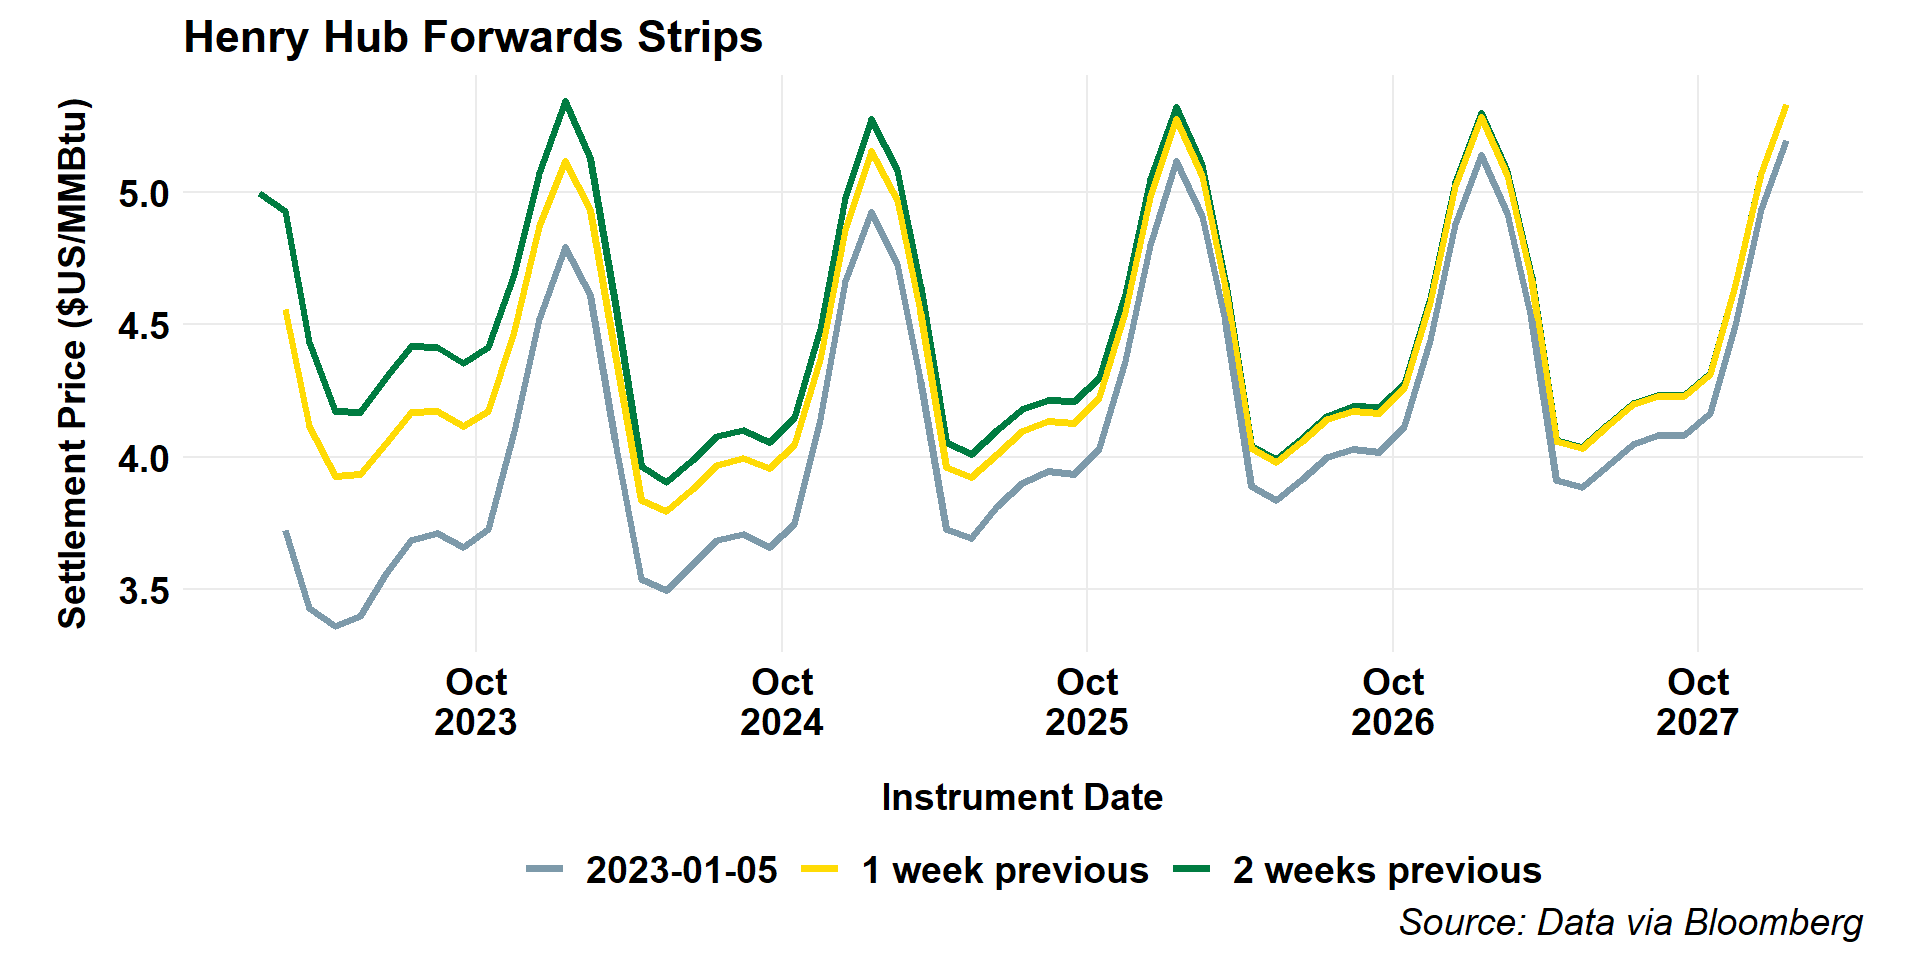 Henry Hub Forwards Strips
Settlement Price ($US/MMBtu)
5.0
4.5
4.0
3.5
Oct Oct Oct Oct Oct
2023 2024 2025 2026 2027
Instrument Date
2023-01-05 1 week previous 2 weeks previous
Source: Data via Bloomberg